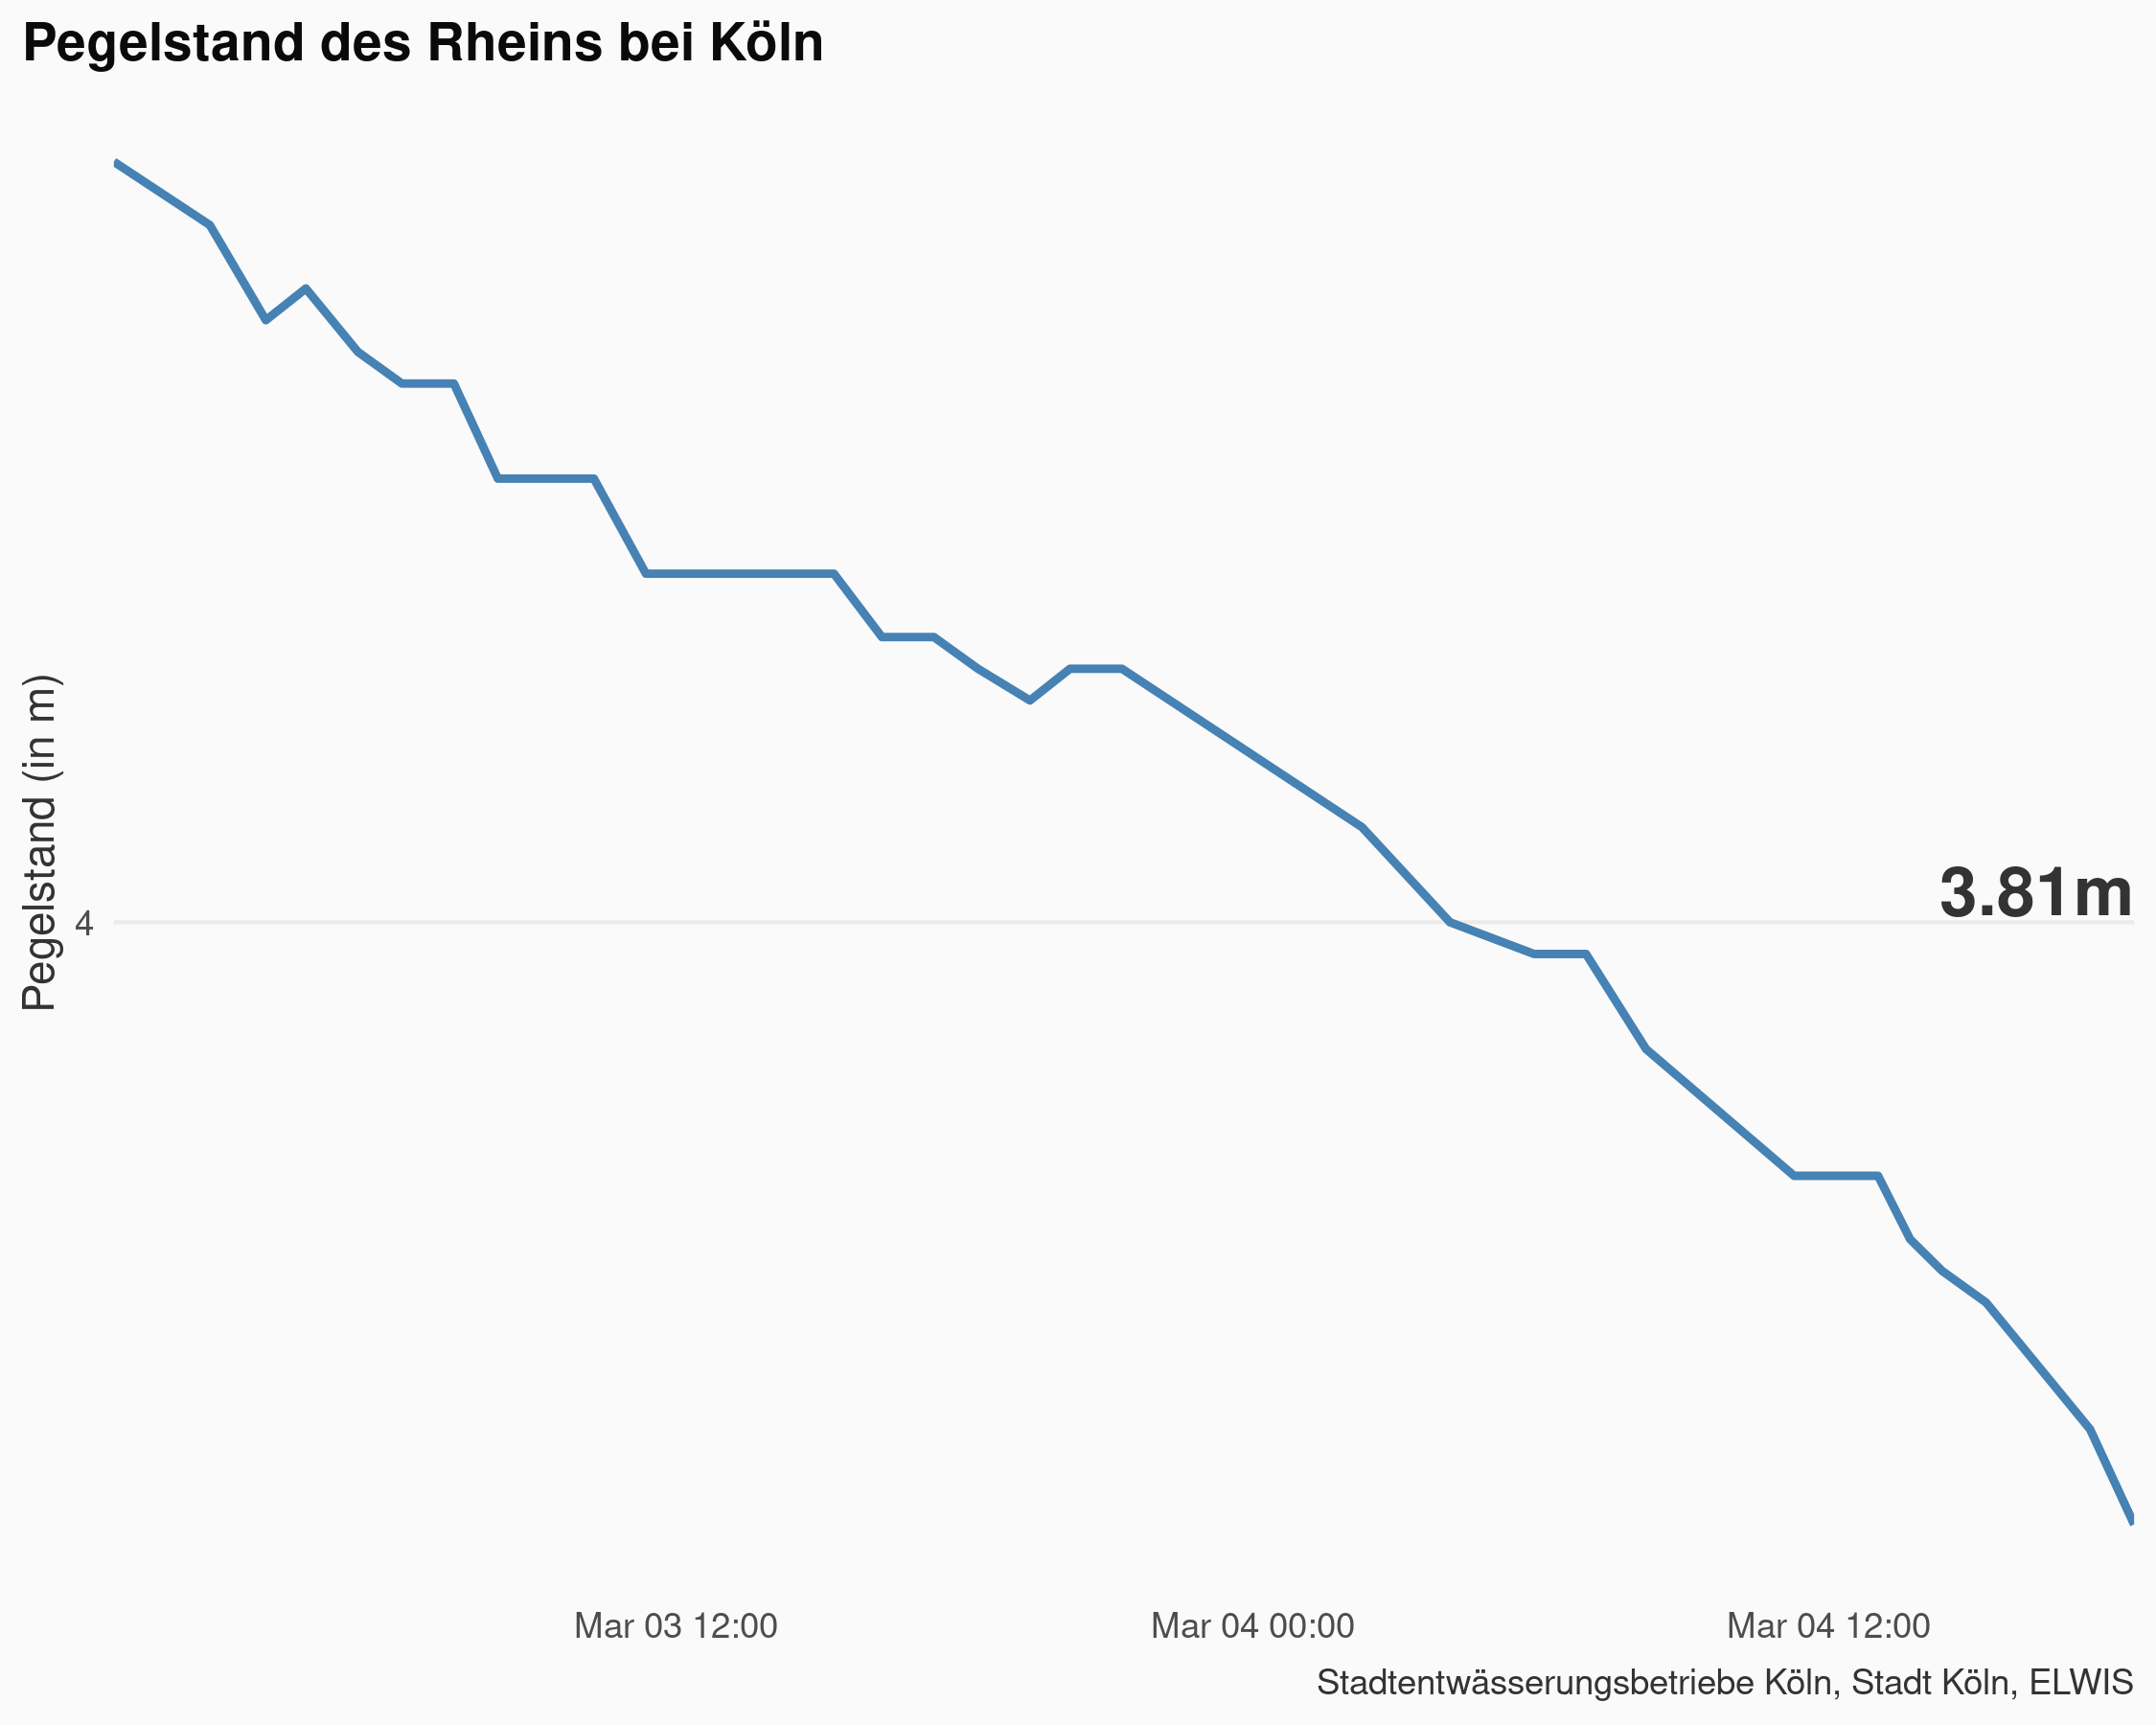 Pegelstand des Rheins bei Köln
Pegelstand (in m)
4
3.81m
Mar 03 12:00
Mar 04 00:00
Mar 04 12:00
Stadtentwässerungsbetriebe Köln, Stadt Köln, ELWIS